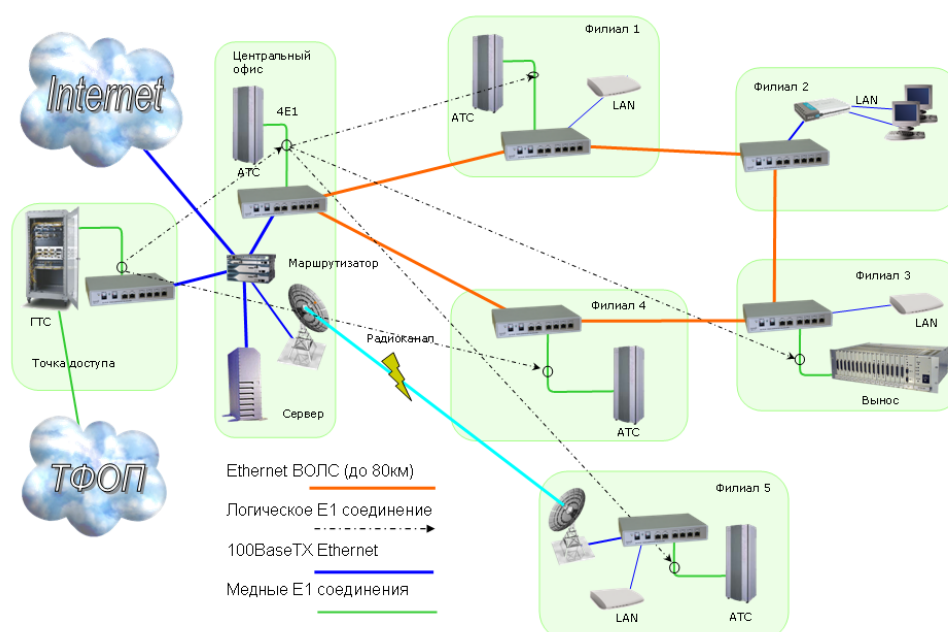 Internet
Центральный
офис
4E1
АТС
Филиал 1
АТС
LAN
Филиал 2
LAN
ГТС
Точка доступа
Маршрутизатор
Радиоканал
Сервер
Филиал 4
АТС
Филиал 3
LAN
Вынос
ТФОП
Ethernet ВОЛС (до 80км)
Логическое Е1 соединение
100BaseTX Ethernet
Медные Е1 соединения
Филиал 5
LAN
АТС